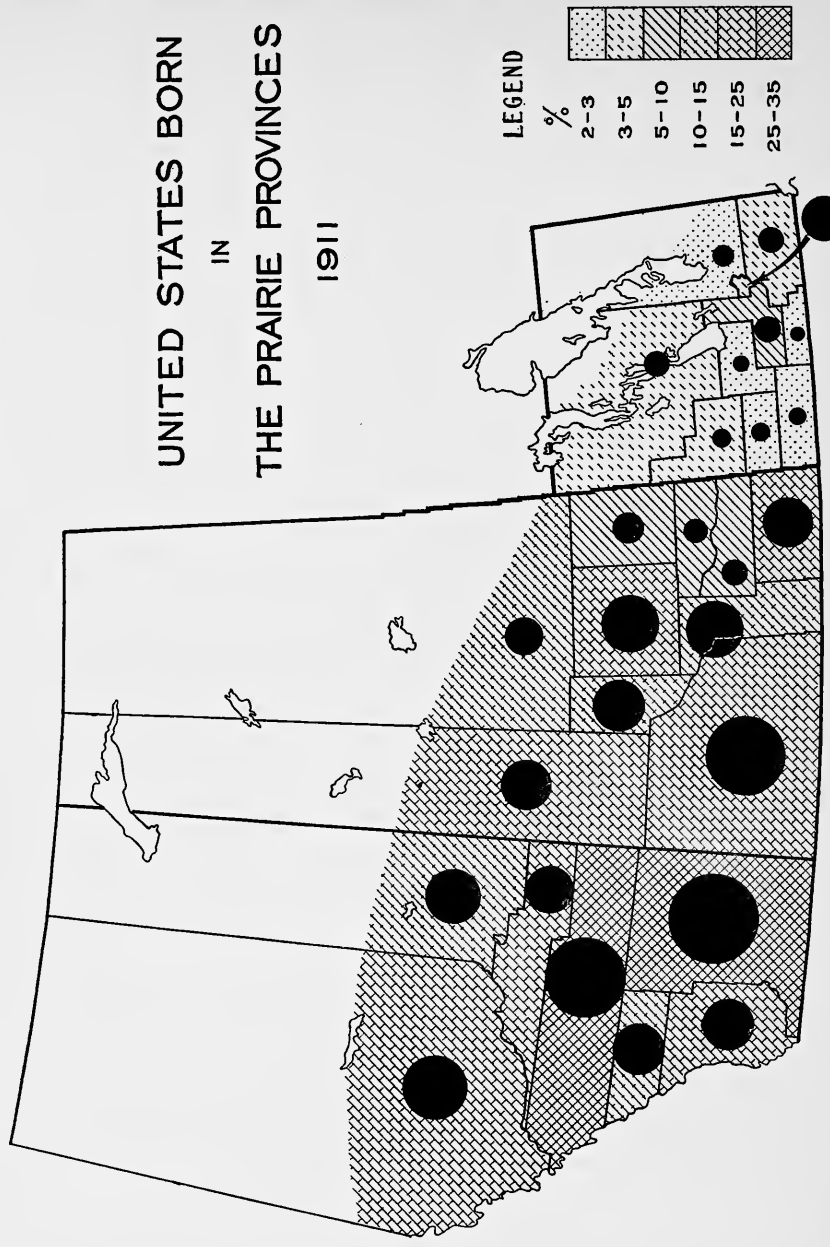 UNITED STATES BORN
IN
THE PRAIRIE PROVINCES
1911
LEGEND
%
2-3
3-5
5-10
10-15
15-25
25-35